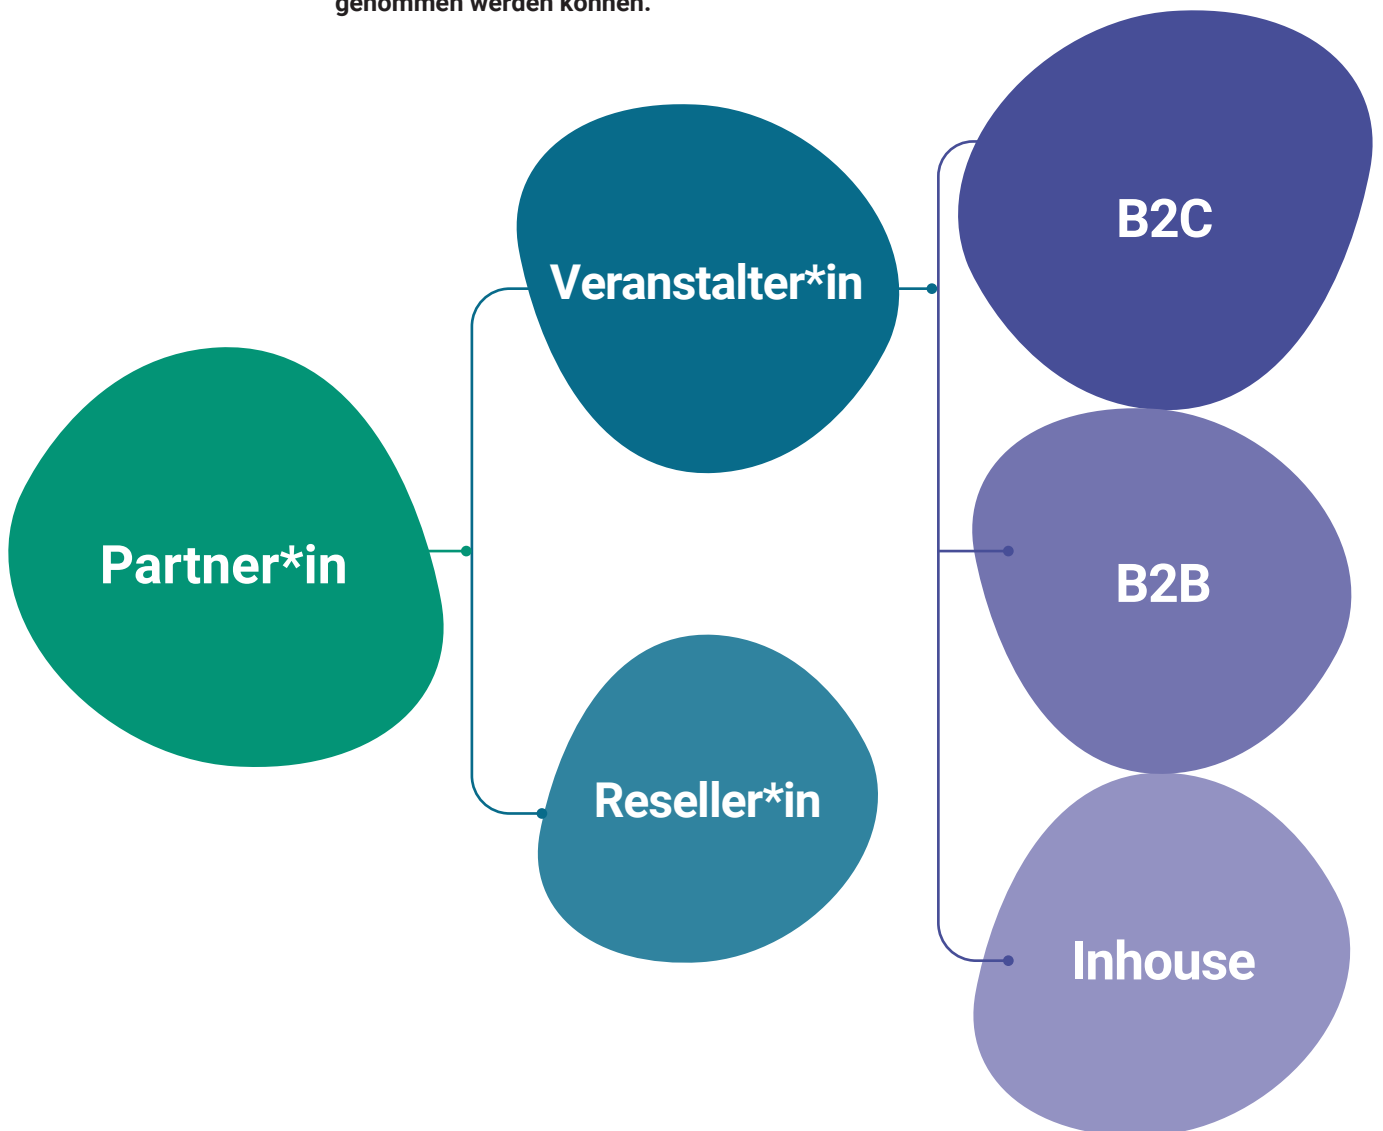 genommen werden können.
B2C
Veranstalter*in
Partner*in
B2B
Reseller*in
Inhouse